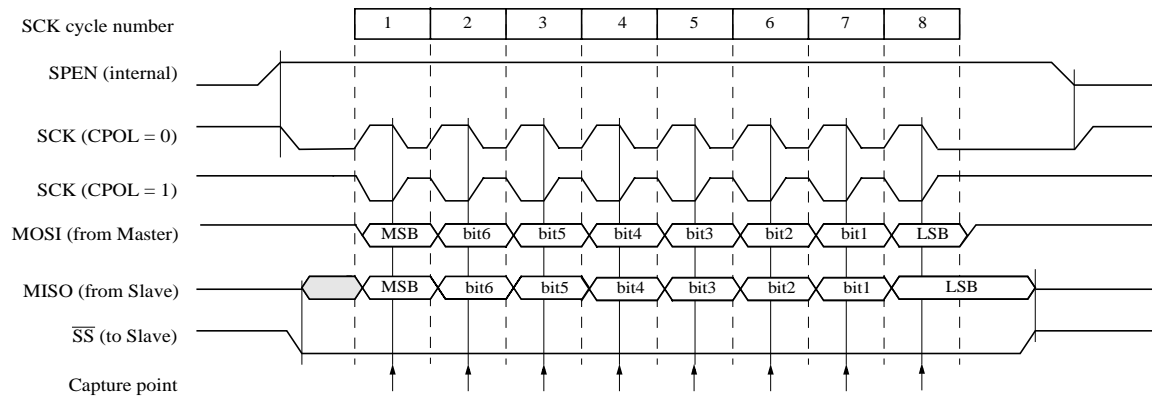 SCK cycle number 1 2 3 4 5 6 7 8
SPEN (internal)
SCK (CPOL = 0)
SCK (CPOL = 1)
MOSI (from Master) MSB bit6 bit5 bit4 bit3 bit2 bit1 LSB
MISO (from Slave) MSB bit6 bit5 bit4 bit3 bit2 bit1 LSB
SS (to Slave)
Capture point